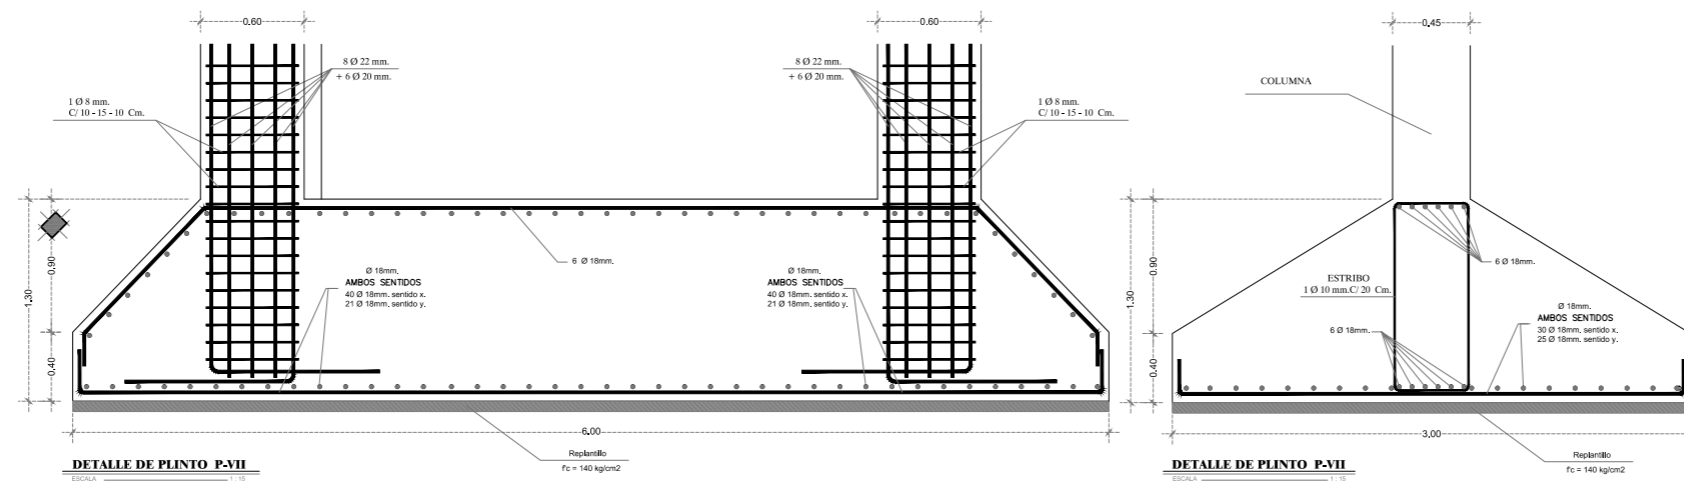 0.60
0.60
0.45
8 Ø 22 mm.
+ 6 Ø 20 mm.
8 Ø 22 mm.
+ 6 Ø 20 mm.
COLUMNA
1 Ø 8 mm.
C/ 10 - 15 - 10 Cm.
1 Ø 8 mm.
C/ 10 - 15 - 10 Cm.
1.30
0.90
0.40
6 Ø 18mm.
Ø 18mm.
AMBOS SENTIDOS
40 Ø 18mm. sentido x.
21 Ø 18mm. sentido y.
Ø 18mm.
AMBOS SENTIDOS
40 Ø 18mm. sentido x.
21 Ø 18mm. sentido y.
1.30
0.90
0.40
6 Ø 18mm.
ESTRIBO
1 Ø 10 mm.C/ 20 Cm.
6 Ø 18mm.
Ø 18mm.
AMBOS SENTIDOS
30 Ø 18mm. sentido x.
25 Ø 18mm. sentido y.
6.00
3.00
Replantillo
f'c = 140 kg/cm2
Replantillo
f'c = 140 kg/cm2
DETALLE DE PLINTO P-VII
ESCALA 1 : 15
DETALLE DE PLINTO P-VII
ESCALA 1 : 15